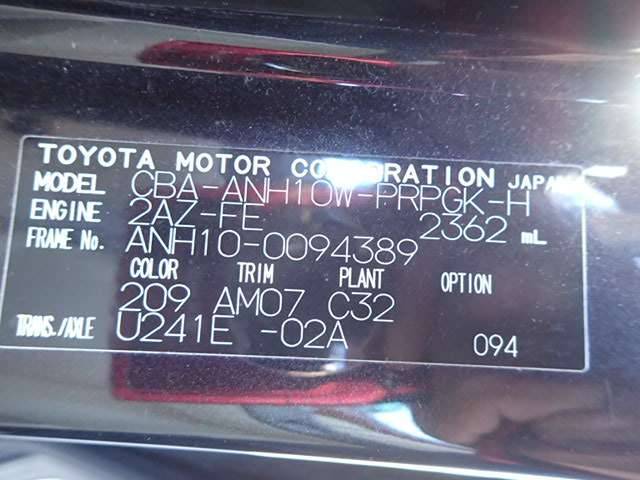 TOYOTA MOTOR CORPORATION JAPAN
MODEL CBA-ANH10W-PRPGK-H
ENGINE 2AZ-FE 2362 mL
FRAME No. ANH10-0094389
COLOR TRIM PLANT OPTION
209 AM07 C32
TRANS./AXLE U241E -02A 094